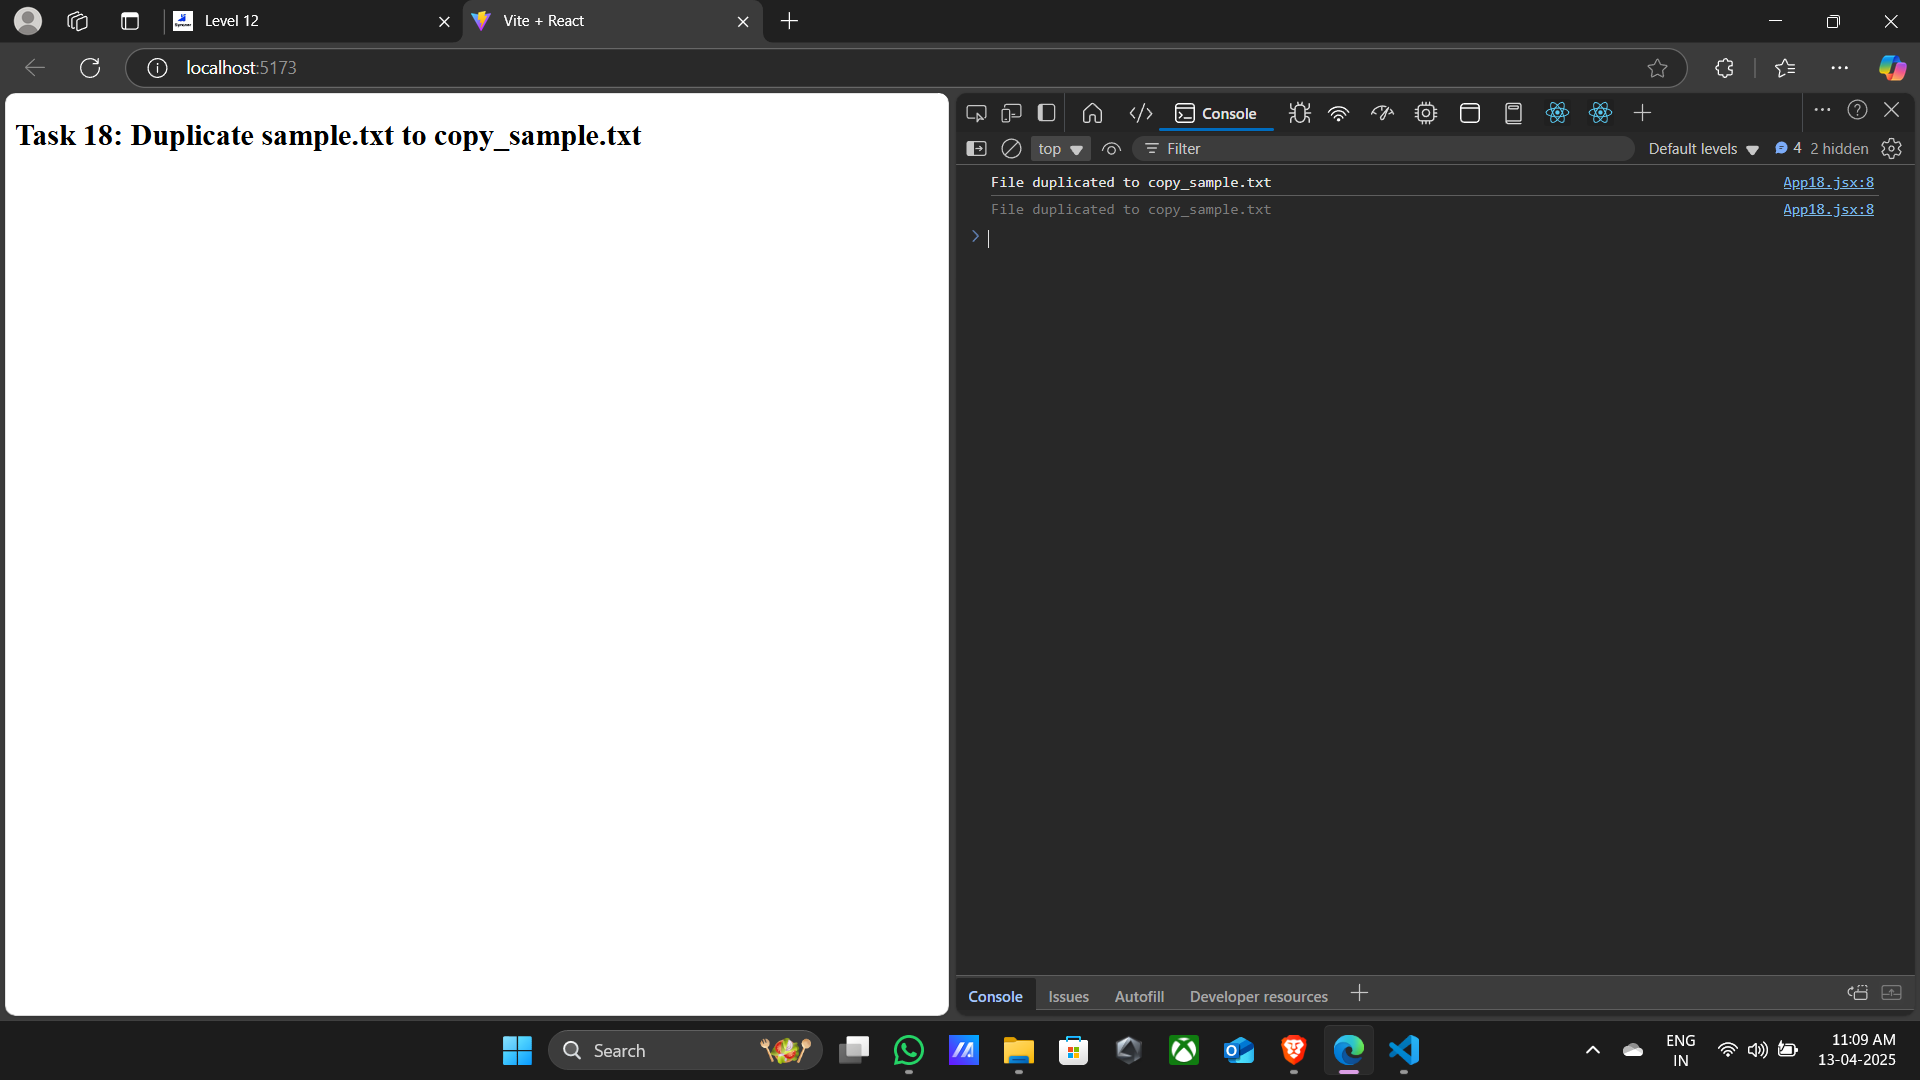 Level 12
Vite + React
localhost:5173
Task 18: Duplicate sample.txt to copy_sample.txt
Console
top
Filter
Default levels
4
2 hidden
File duplicated to copy_sample.txt
App18.jsx:8
File duplicated to copy_sample.txt
App18.jsx:8
Console
Issues
Autofill
Developer resources
Search
ENG
IN
11:09 AM
13-04-2025